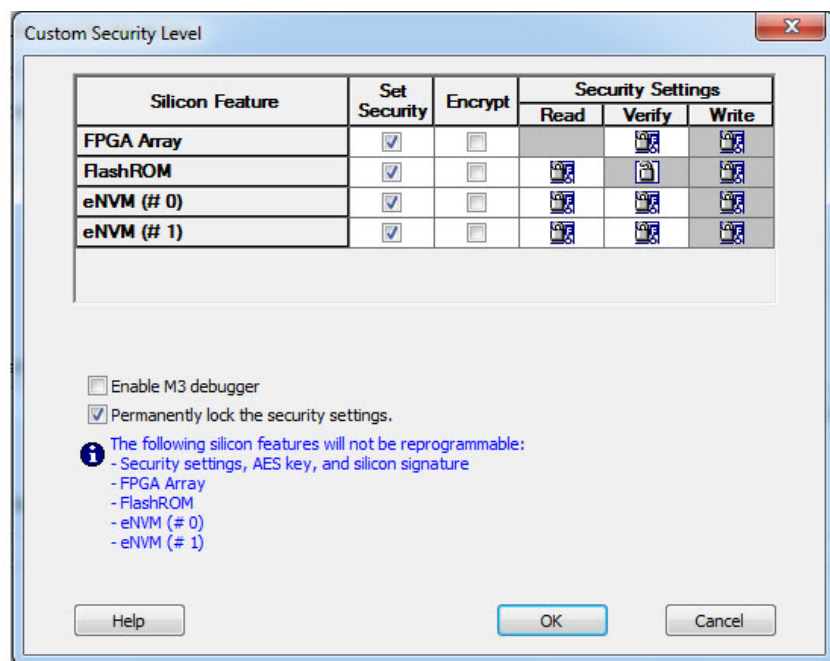 Custom Security Level
Silicon Feature
Set Security
Encrypt
Security Settings
Read Verify Write
FPGA Array
FlashROM
eNVM (# 0)
eNVM (# 1)
Enable M3 debugger
Permanently lock the security settings.
The following silicon features will not be reprogrammable:
- Security settings, AES key, and silicon signature
- FPGA Array
- FlashROM
- eNVM (# 0)
- eNVM (# 1)
Help OK Cancel